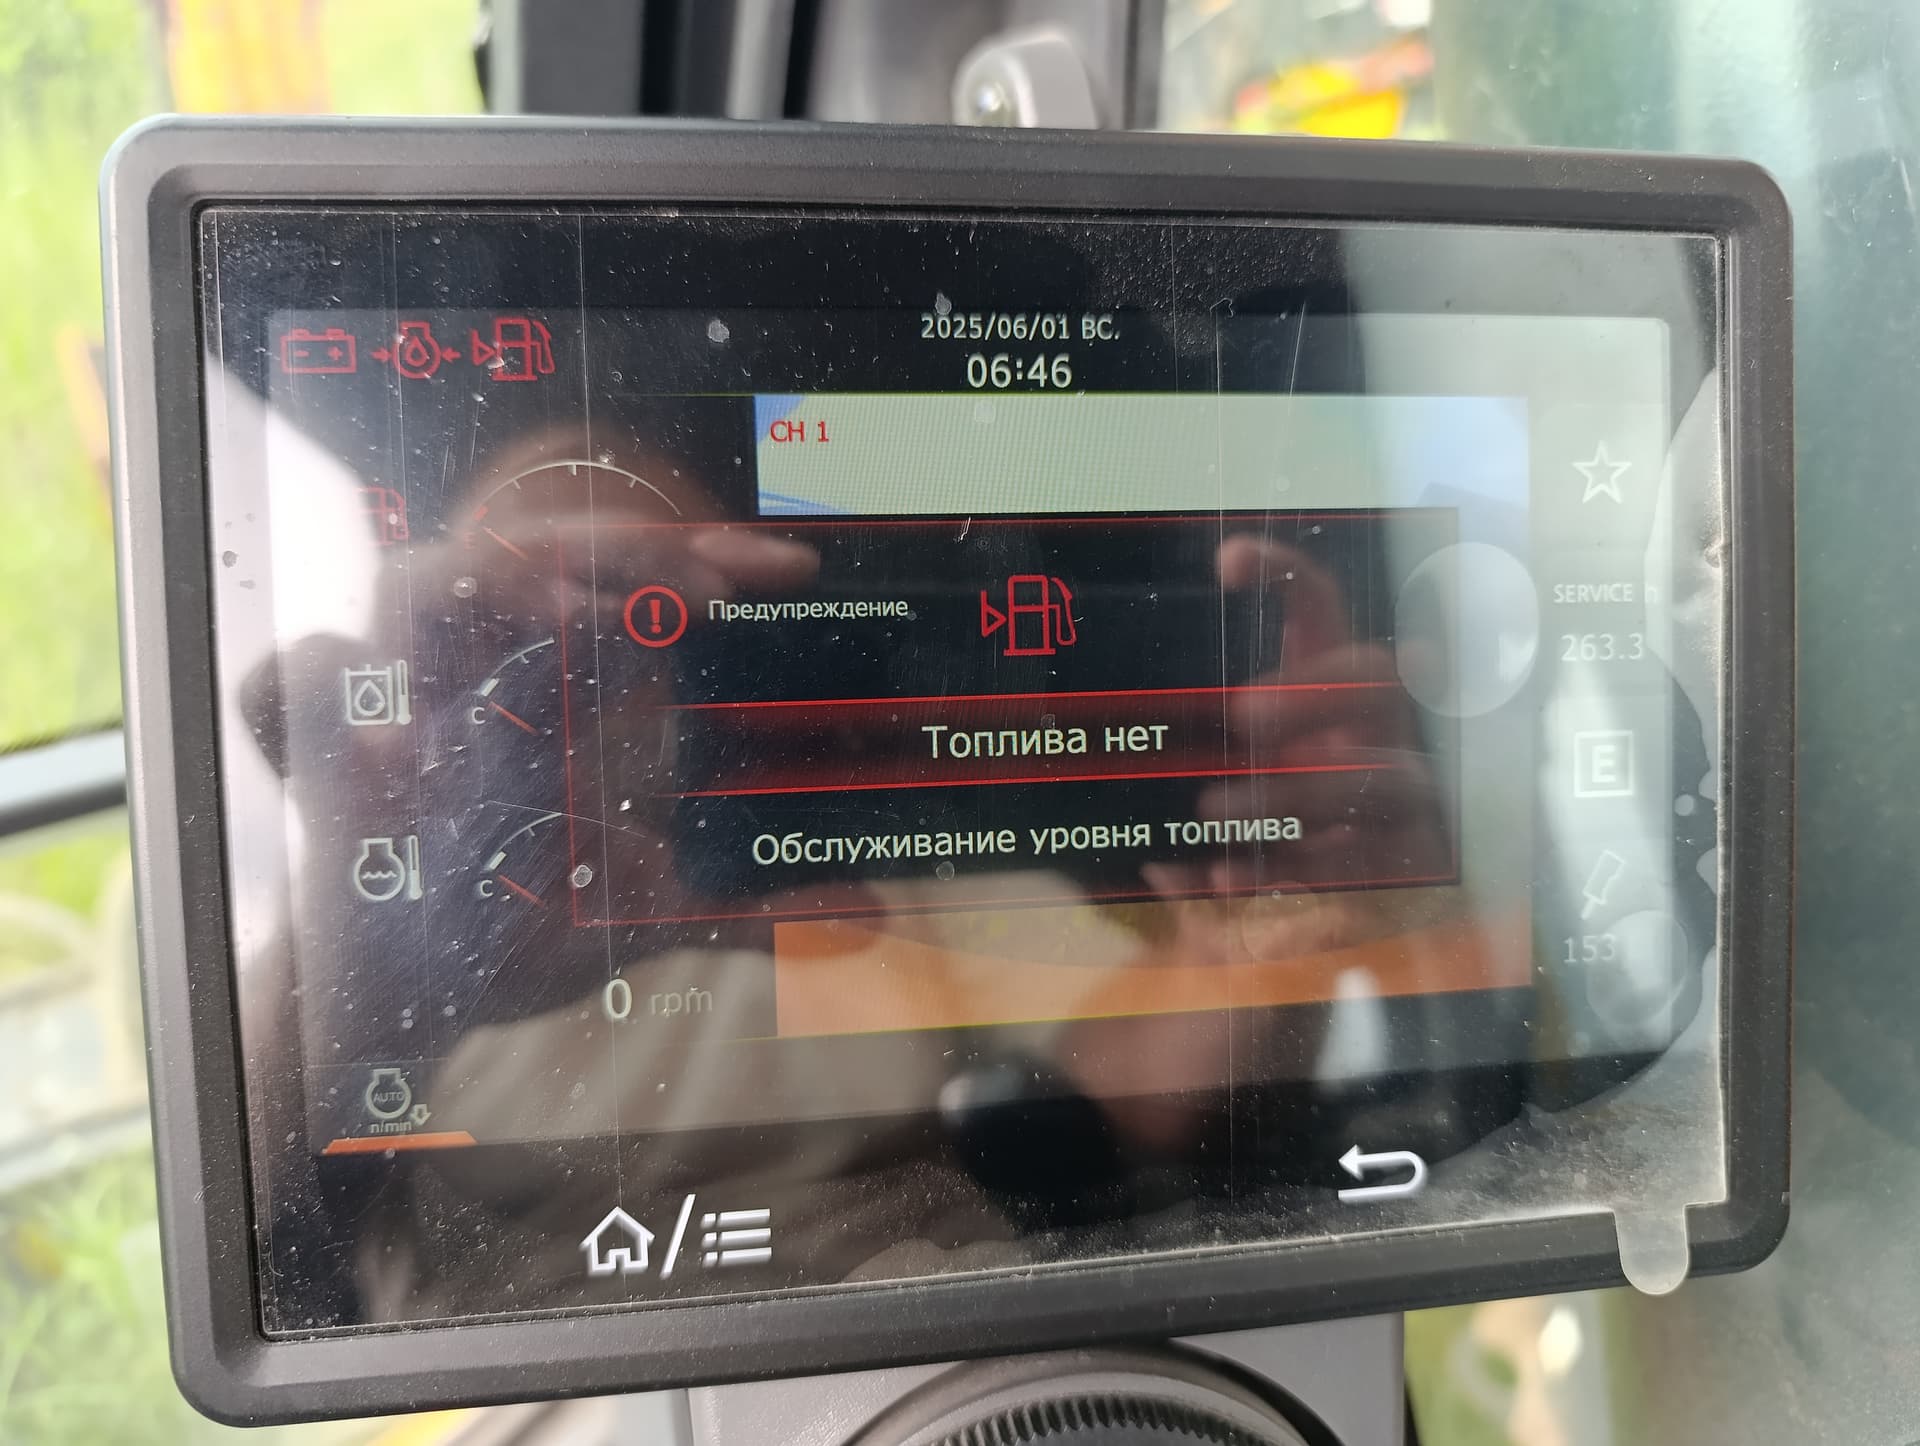 2025/06/01 ВС.
06:46
CH 1
E
Предупреждение
SERVICE h
263.3
C
Топлива нет
E
Обслуживание уровня топлива
C
153
0 rpm
AUTO
n/min